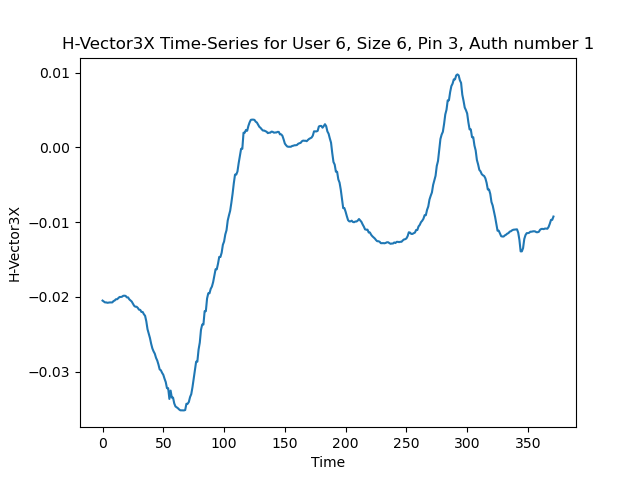 H-Vector3X Time-Series for User 6, Size 6, Pin 3, Auth number 1
0.01
0.00
−0.01
−0.02
−0.03
H-Vector3X
0 50 100 150 200 250 300 350
Time